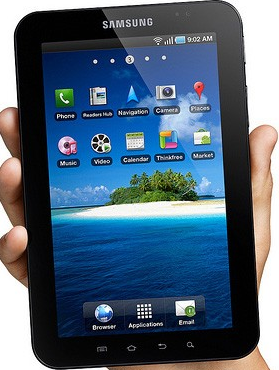 SAMSUNG
9:02 AM
3
Phone Readers Hub Navigation Camera Places
Music Video Calendar Thinkfree Market
Browser Applications Email